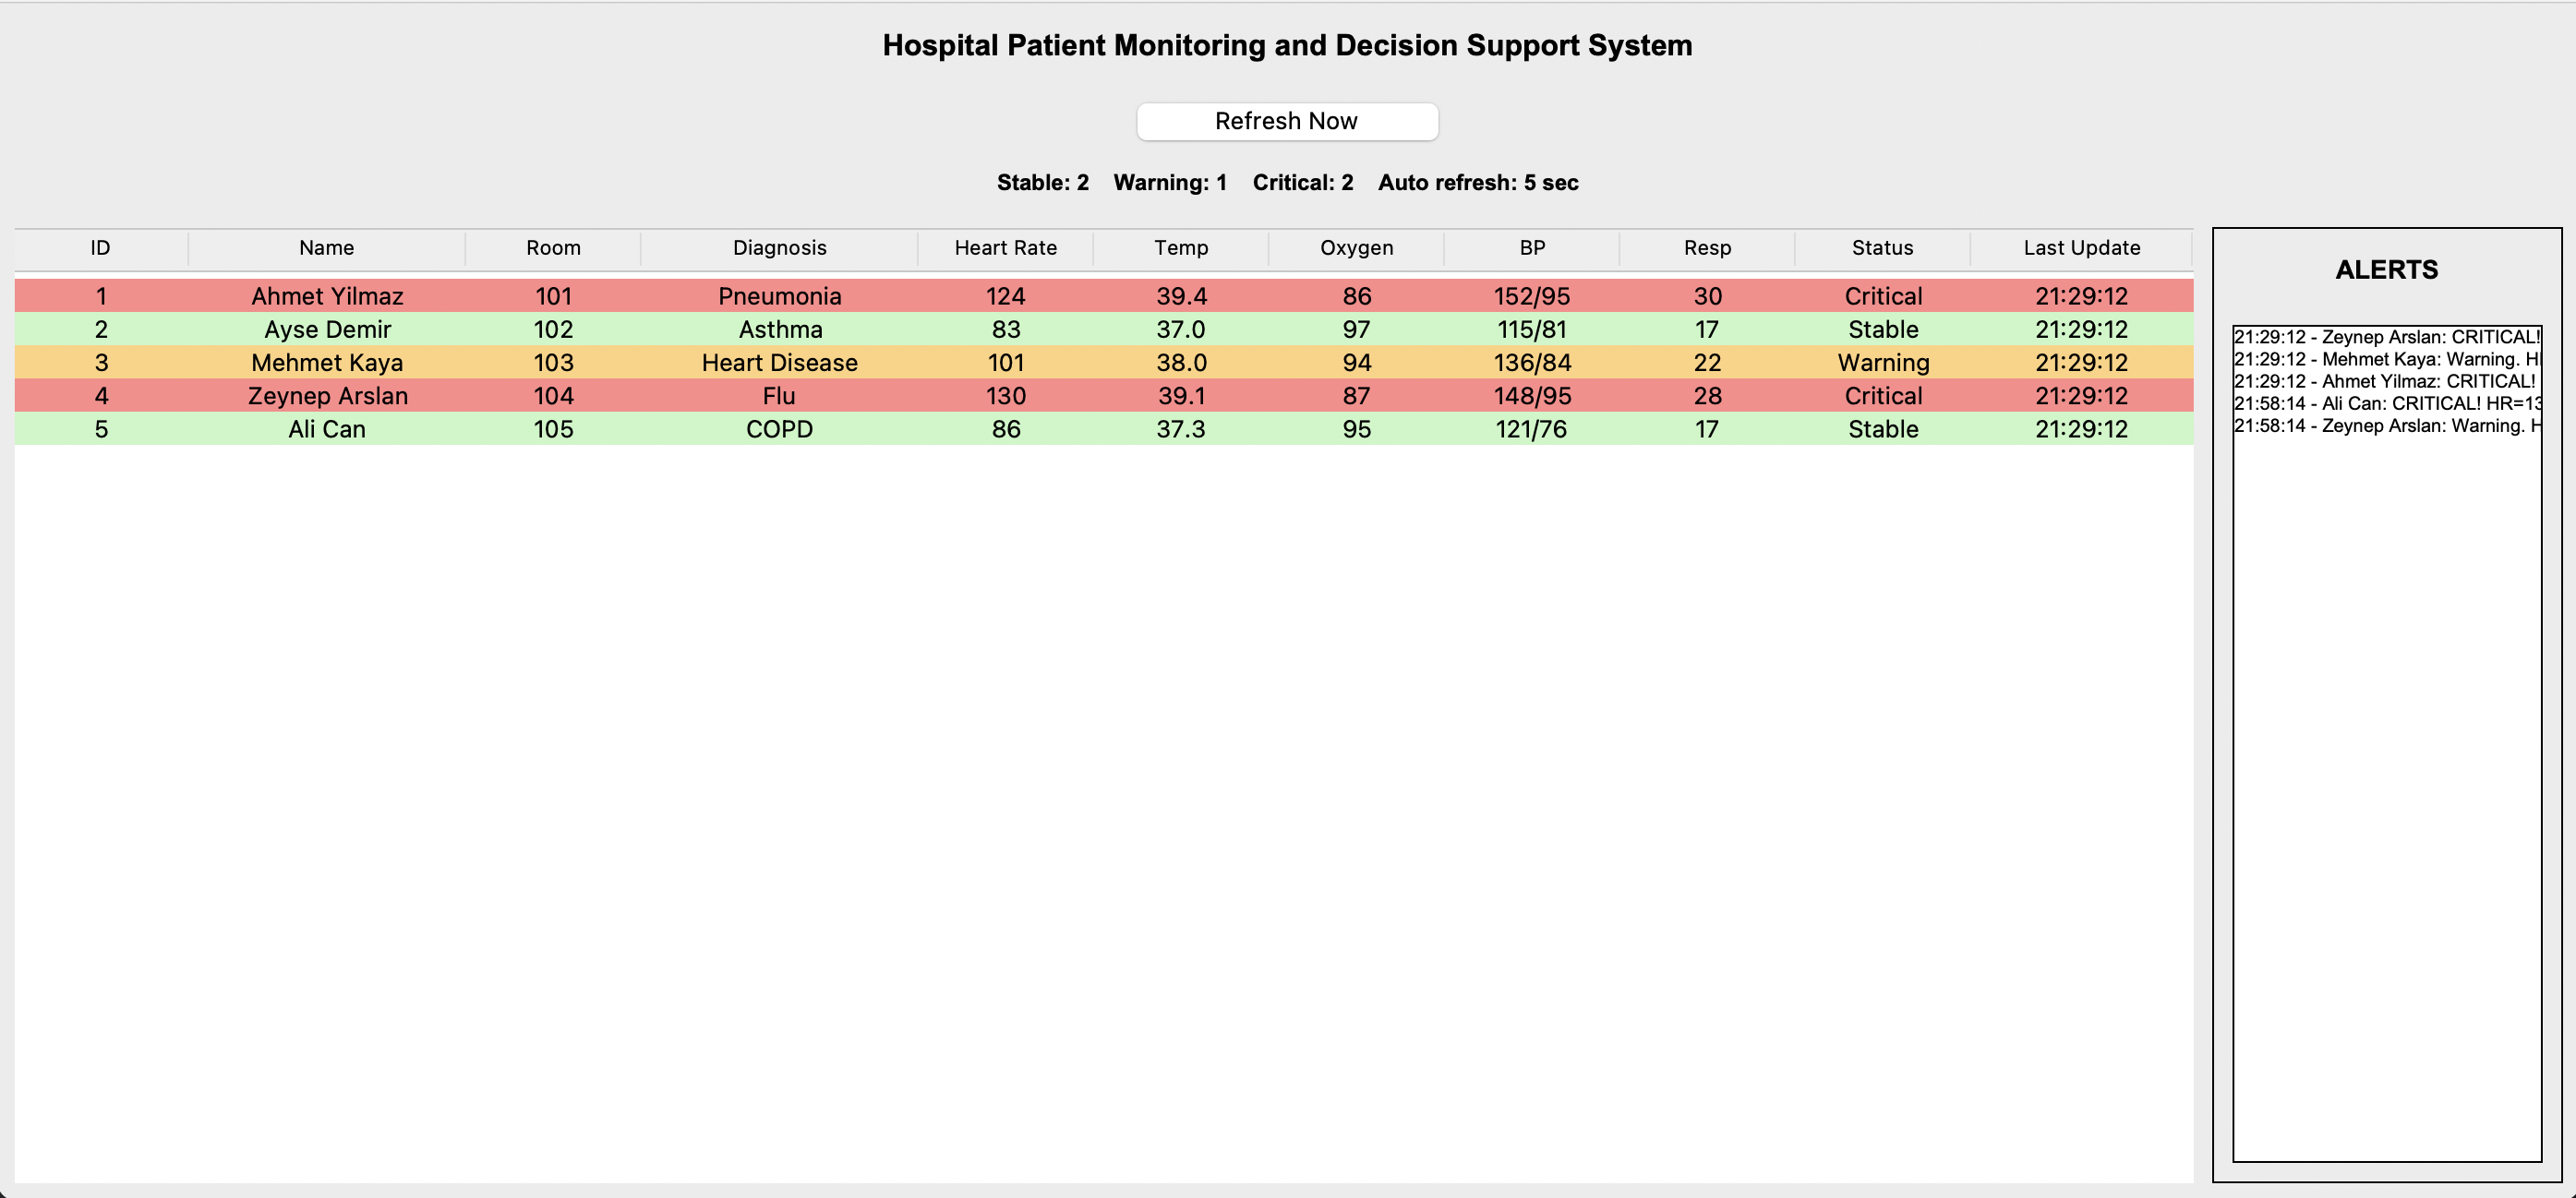 Hospital Patient Monitoring and Decision Support System
Refresh Now
Stable: 2 Warning: 1 Critical: 2 Auto refresh: 5 sec
ID Name Room Diagnosis Heart Rate Temp Oxygen BP Resp Status Last Update
1 Ahmet Yilmaz 101 Pneumonia 124 39.4 86 152/95 30 Critical 21:29:12
2 Ayse Demir 102 Asthma 83 37.0 97 115/81 17 Stable 21:29:12
3 Mehmet Kaya 103 Heart Disease 101 38.0 94 136/84 22 Warning 21:29:12
4 Zeynep Arslan 104 Flu 130 39.1 87 148/95 28 Critical 21:29:12
5 Ali Can 105 COPD 86 37.3 95 121/76 17 Stable 21:29:12
ALERTS
21:29:12 - Zeynep Arslan: CRITICAL!
21:29:12 - Mehmet Kaya: Warning.
21:29:12 - Ahmet Yilmaz: CRITICAL!
21:58:14 - Ali Can: CRITICAL! HR=13
21:58:14 - Zeynep Arslan: Warning. H